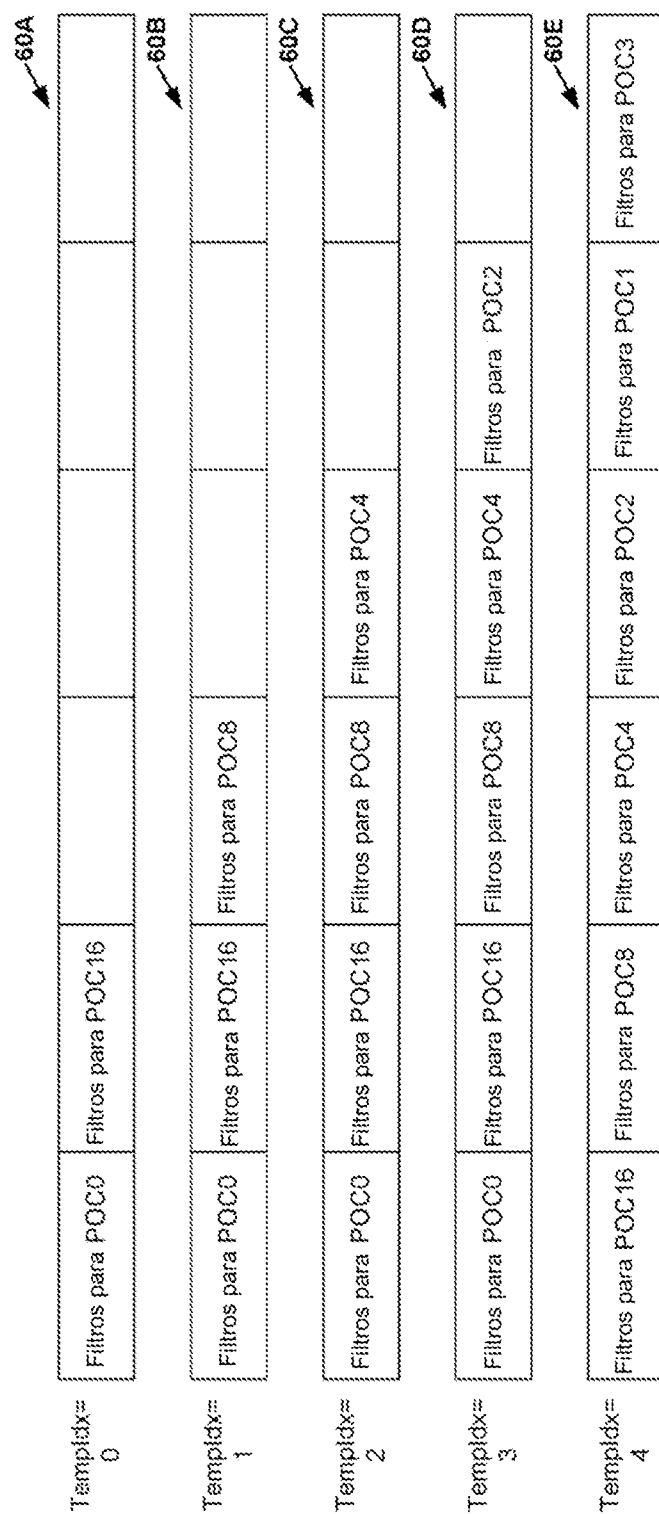 60A
TempIdx=
0
Filtros para POC0
Filtros para POC16
60B
TempIdx=
1
Filtros para POC0
Filtros para POC16
Filtros para POC8
60C
TempIdx=
2
Filtros para POC0
Filtros para POC16
Filtros para POC8
Filtros para POC4
60D
TempIdx=
3
Filtros para POC0
Filtros para POC16
Filtros para POC8
Filtros para POC4
Filtros para POC2
60E
TempIdx=
4
Filtros para POC16
Filtros para POC8
Filtros para POC4
Filtros para POC2
Filtros para POC1
Filtros para POC3